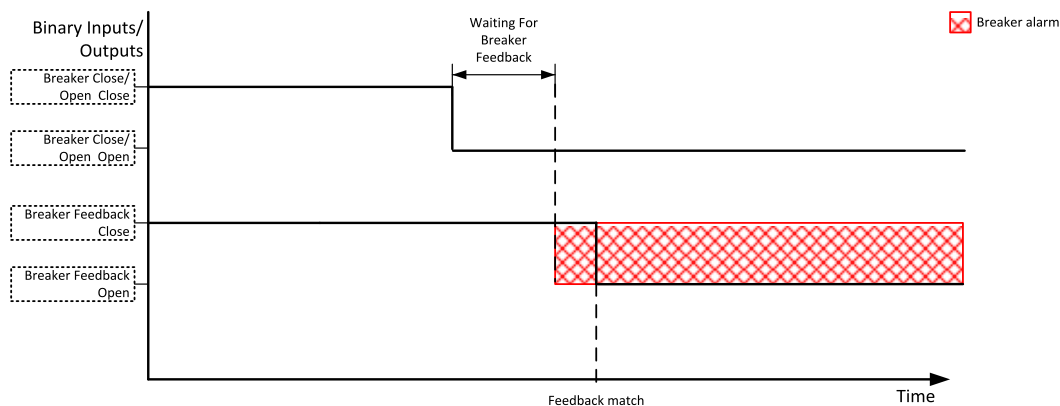 Binary Inputs/
Outputs
Waiting For
Breaker
Feedback
Breaker alarm
Breaker Close/
Open Close
Breaker Close/
Open Open
Breaker Feedback
Close
Breaker Feedback
Open
Time
Feedback match